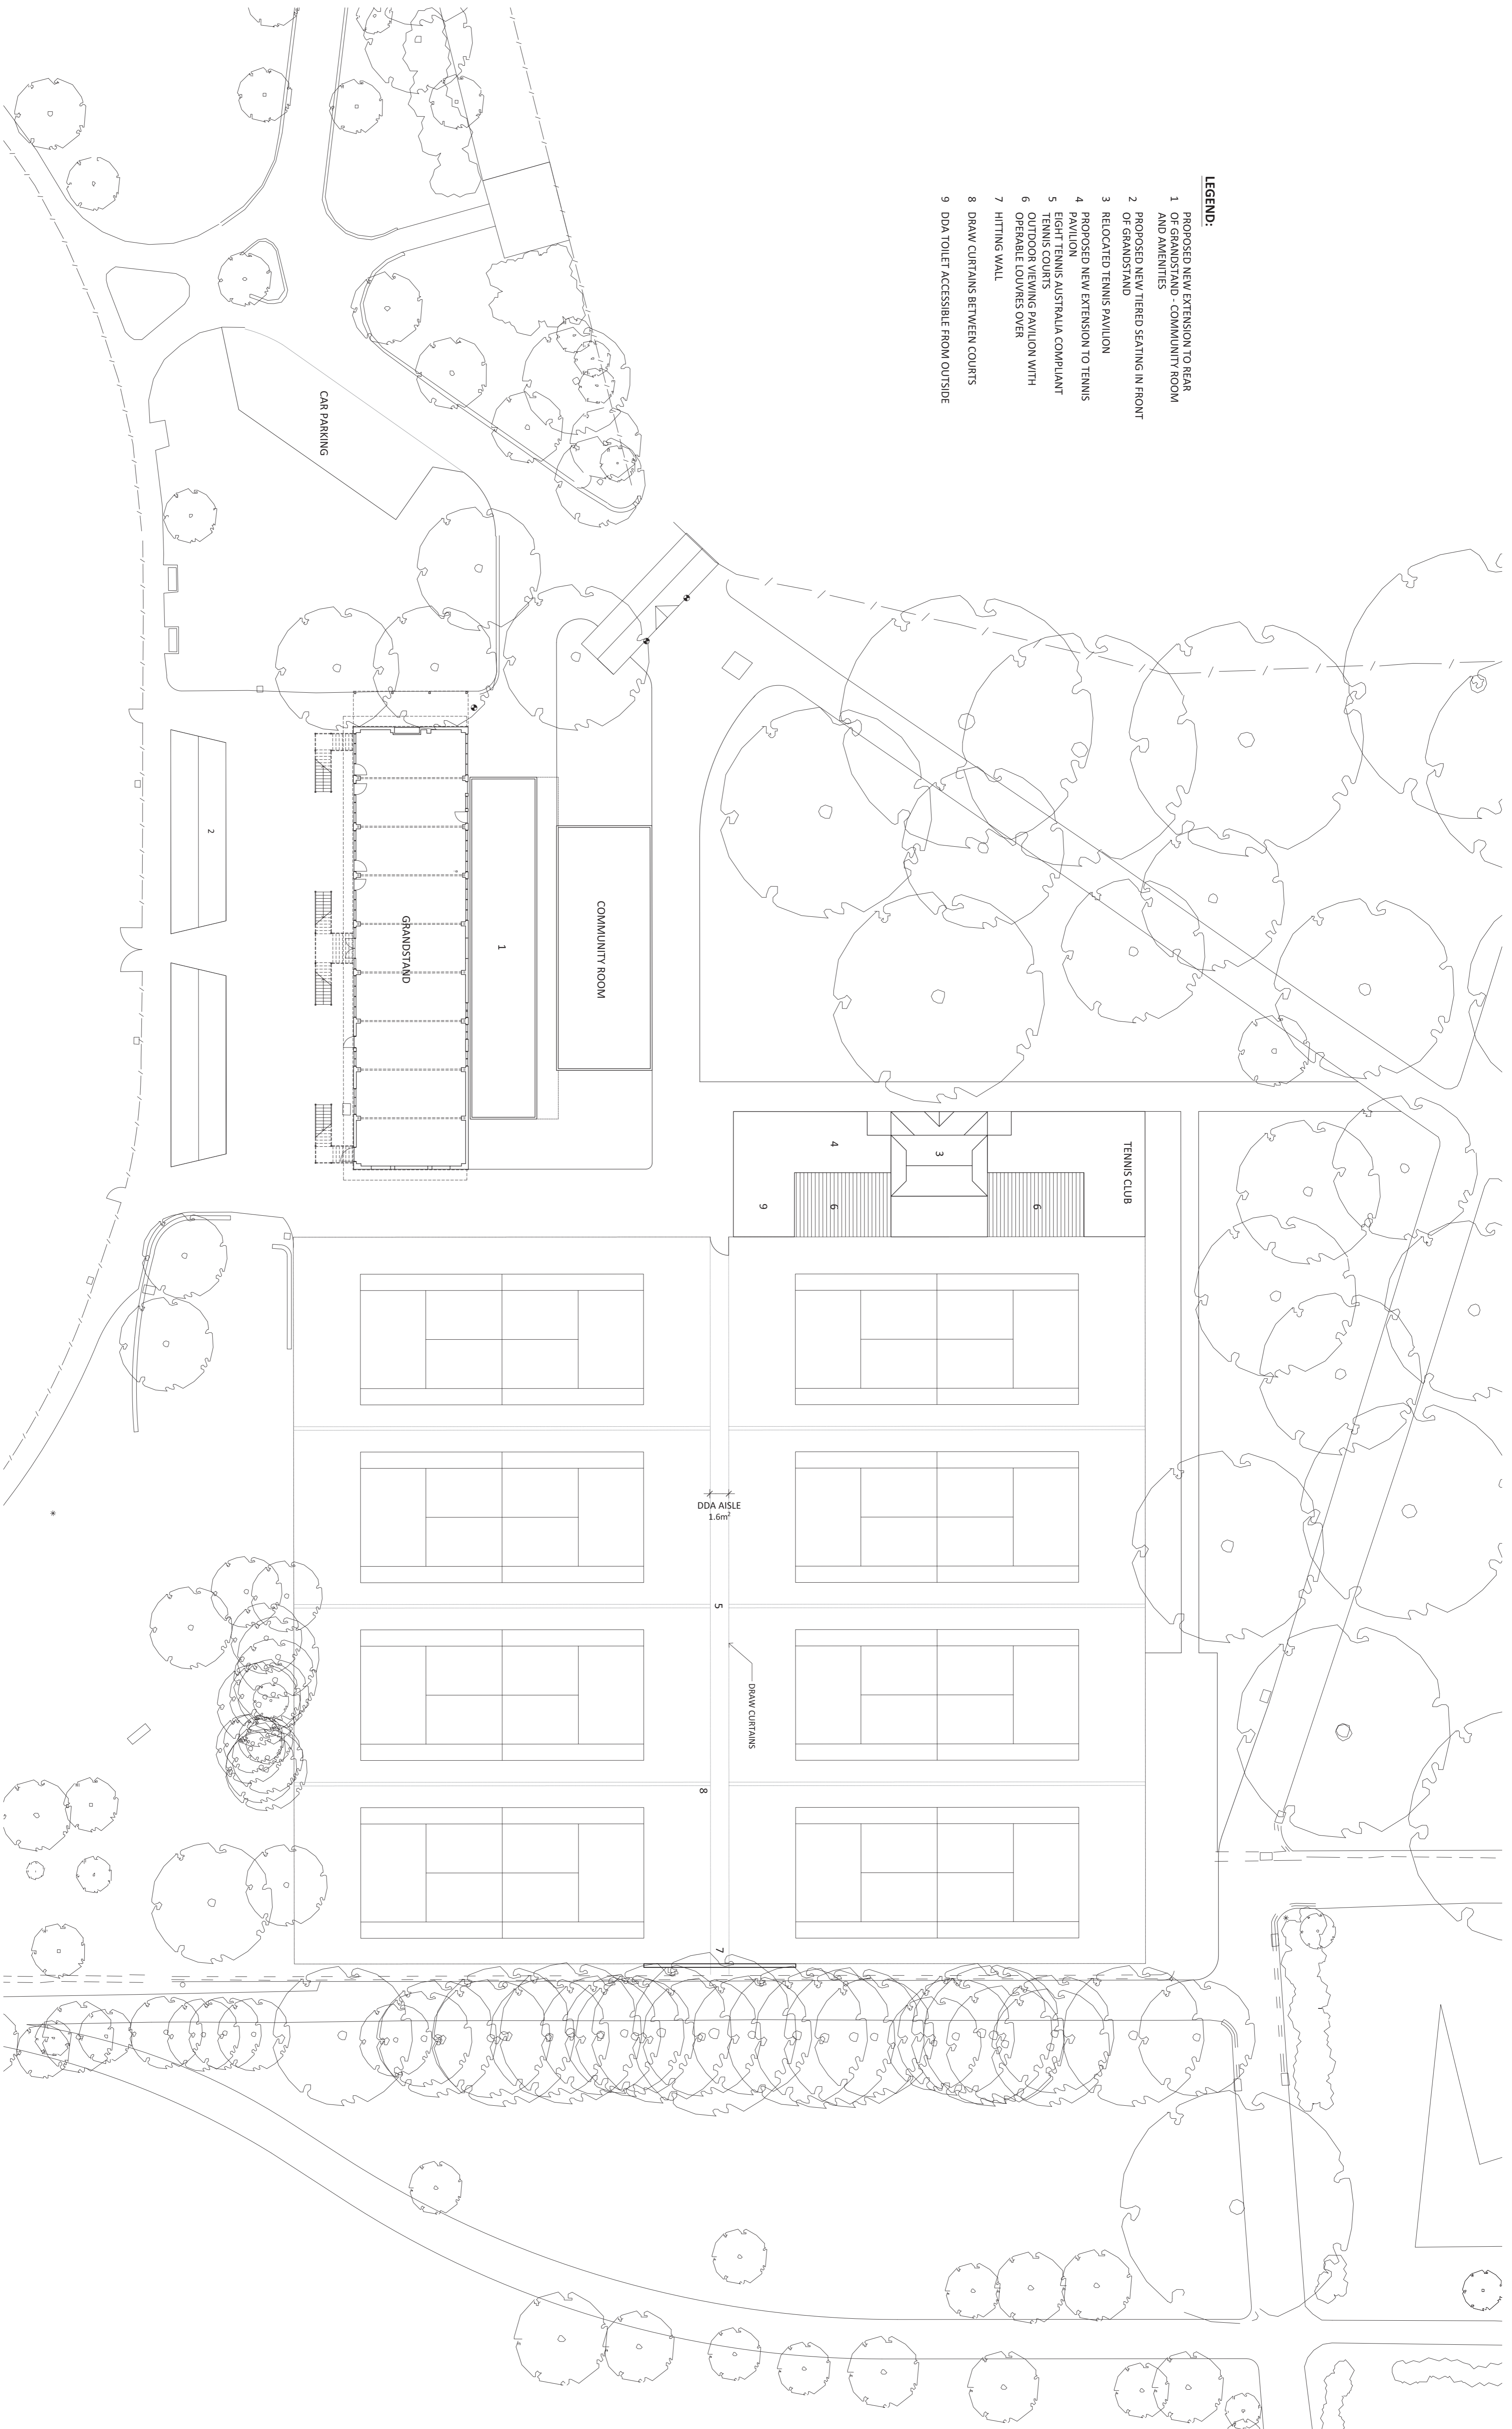 LEGEND:
1 PROPOSED NEW EXTENSION TO REAR
OF GRANDSTAND - COMMUNITY ROOM
AND AMENITIES
2 PROPOSED NEW TIERED SEATING IN FRONT
OF GRANDSTAND
3 RELOCATED TENNIS PAVILION
4 PROPOSED NEW EXTENSION TO TENNIS
PAVILION
5 EIGHT TENNIS AUSTRALIA COMPLIANT
TENNIS COURTS
6 OUTDOOR VIEWING PAVILION WITH
OPERABLE LOUVRES OVER
7 HITTING WALL
8 DRAW CURTAINS BETWEEN COURTS
9 DDA TOILET ACCESSIBLE FROM OUTSIDE
CAR PARKING
2
GRANDSTAND
1
COMMUNITY ROOM
TENNIS CLUB
4
3
6
6
9
DDA AISLE
1.6m²
5
DRAW CURTAINS
8
7